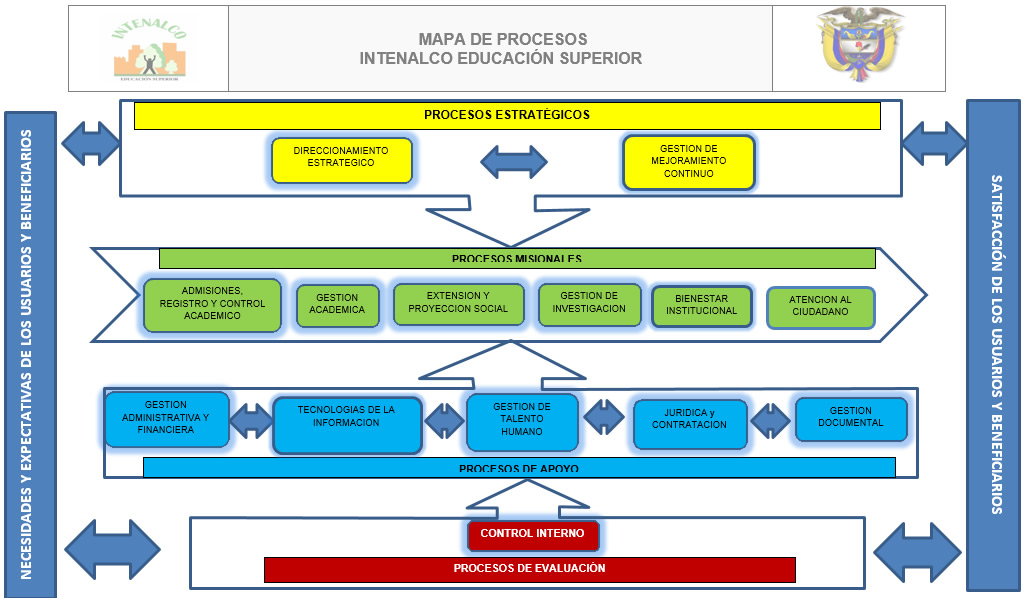 INTENALCO
EDUCACIÓN SUPERIOR
MAPA DE PROCESOS
INTENALCO EDUCACIÓN SUPERIOR
NECESIDADES Y EXPECTATIVAS DE LOS USUARIOS Y BENEFICIARIOS
PROCESOS ESTRATÉGICOS
DIRECCIONAMIENTO
ESTRATEGICO
GESTION DE
MEJORAMIENTO
CONTINUO
PROCESOS MISIONALES
ADMISIONES,
REGISTRO Y CONTROL
ACADEMICO
GESTION
ACADEMICA
EXTENSION Y
PROYECCION SOCIAL
GESTION DE
INVESTIGACION
BIENESTAR
INSTITUCIONAL
ATENCION AL
CIUDADANO
GESTION
ADMINISTRATIVA Y
FINANCIERA
TECNOLOGIAS DE LA
INFORMACION
GESTION DE
TALENTO
HUMANO
JURIDICA y
CONTRATACION
GESTION
DOCUMENTAL
PROCESOS DE APOYO
CONTROL INTERNO
PROCESOS DE EVALUACIÓN
SATISFACCIÓN DE LOS USUARIOS Y BENEFICIARIOS